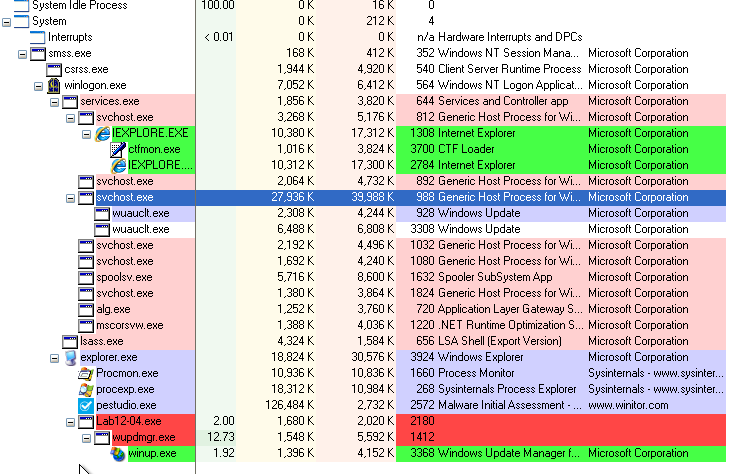 System Idle Process 100.00 0 K 16 K 0
System 0 K 212 K 4
Interrupts < 0.01 0 K 0 K n/a Hardware Interrupts and DPCs
smss.exe 168 K 412 K 352 Windows NT Session Mana... Microsoft Corporation
csrss.exe 1,944 K 4,920 K 540 Client Server Runtime Process Microsoft Corporation
winlogon.exe 7,052 K 6,412 K 564 Windows NT Logon Applicat... Microsoft Corporation
services.exe 1,856 K 3,820 K 644 Services and Controller app Microsoft Corporation
svchost.exe 3,268 K 5,176 K 812 Generic Host Process for Wi... Microsoft Corporation
IEXPLORE.EXE 10,380 K 17,312 K 1308 Internet Explorer Microsoft Corporation
ctfmon.exe 1,016 K 3,824 K 3700 CTF Loader Microsoft Corporation
IEXPLORE.... 10,312 K 17,300 K 2784 Internet Explorer Microsoft Corporation
svchost.exe 2,064 K 4,732 K 892 Generic Host Process for Wi... Microsoft Corporation
svchost.exe 27,936 K 39,988 K 988 Generic Host Process for Wi... Microsoft Corporation
wuauclt.exe 2,308 K 4,244 K 928 Windows Update Microsoft Corporation
wuauclt.exe 6,488 K 6,808 K 3308 Windows Update Microsoft Corporation
svchost.exe 2,192 K 4,496 K 1032 Generic Host Process for Wi... Microsoft Corporation
svchost.exe 1,692 K 4,240 K 1080 Generic Host Process for Wi... Microsoft Corporation
spoolsv.exe 5,716 K 8,600 K 1632 Spooler SubSystem App Microsoft Corporation
svchost.exe 1,380 K 3,864 K 1824 Generic Host Process for Wi... Microsoft Corporation
alg.exe 1,252 K 3,760 K 720 Application Layer Gateway S... Microsoft Corporation
mscorsvw.exe 1,388 K 4,036 K 1220 .NET Runtime Optimization S... Microsoft Corporation
lsass.exe 4,324 K 1,584 K 656 LSA Shell (Export Version) Microsoft Corporation
explorer.exe 18,824 K 30,576 K 3924 Windows Explorer Microsoft Corporation
Procmon.exe 10,936 K 10,836 K 1660 Process Monitor Sysinternals - www.sysinter...
procexp.exe 18,312 K 10,984 K 268 Sysinternals Process Explorer Sysinternals - www.sysinter...
pestudio.exe 126,484 K 2,732 K 2572 Malware Initial Assessment - ... www.winitor.com
Lab12-04.exe 2.00 1,680 K 2,020 K 2180
wupdmgr.exe 12.73 1,548 K 5,592 K 1412
winup.exe 1.92 1,396 K 4,152 K 3368 Windows Update Manager f... Microsoft Corporation